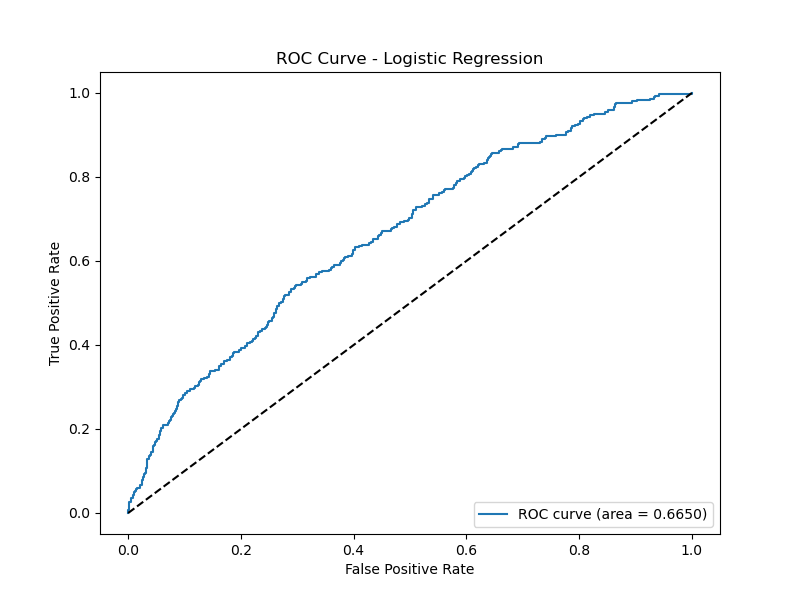 ROC Curve - Logistic Regression
1.0
0.8
0.6
0.4
0.2
0.0
True Positive Rate
ROC curve (area = 0.6650)
0.0 0.2 0.4 0.6 0.8 1.0
False Positive Rate